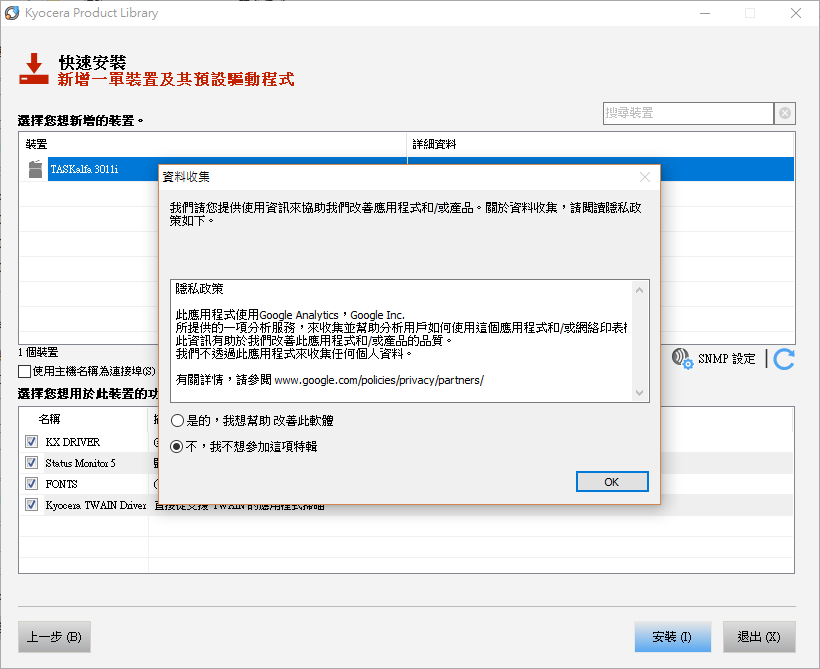 Kyocera Product Library
快速安裝
新增一單裝置及其預設驅動程式
搜尋裝置
選擇您想新增的裝置。
裝置 詳細資料
TASKalfa 3011i
資料收集
我們請您提供使用資訊來協助我們改善應用程式和/或產品。關於資料收集，請閱讀隱私政
策如下。
隱私政策
此應用程式使用Google Analytics，Google Inc.
所提供的一項分析服務，來收集並幫助分析用戶如何使用這個應用程式和/或網絡印表機
此資訊有助於我們改善此應用程式和/或產品的品質。
我們不透過此應用程式來收集任何個人資料。
有關詳情，請參閱 www.google.com/policies/privacy/partners/
是的，我想幫助 改善此軟體
不，我不想參加這項特輯
OK
1 個裝置
SNMP 設定
使用主機名稱為連接埠(S)
選擇您想用於此裝置的功
名稱
KX DRIVER
Status Monitor 5
FONTS
Kyocera TWAIN Driver 直接從支援 TWAIN 的應用程式掃瞄
上一步 (B) 安裝 (I) 退出 (X)